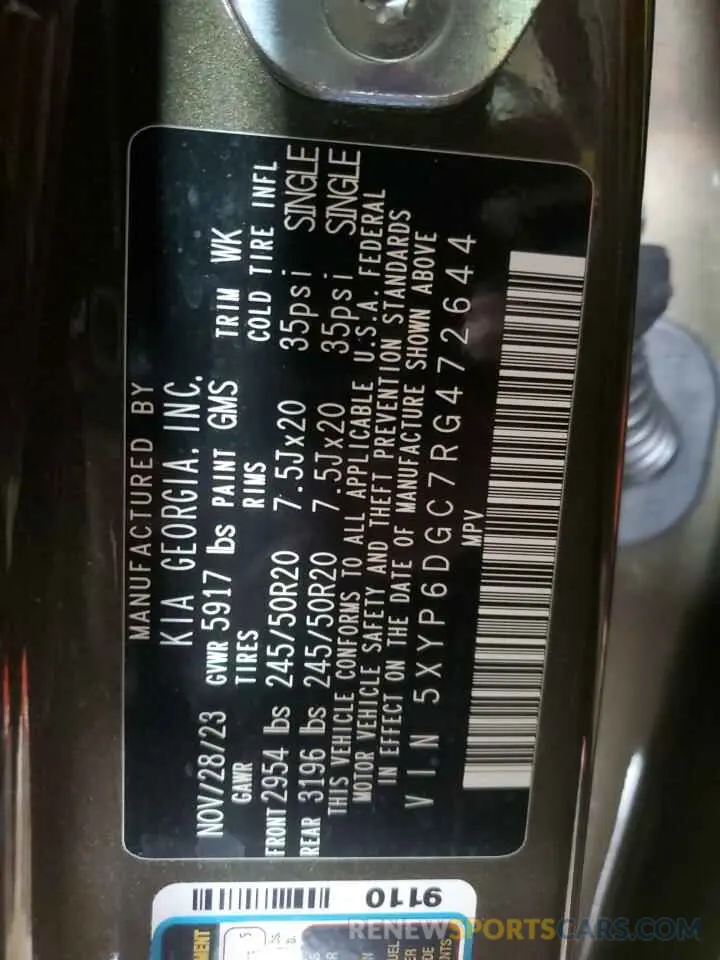 MANUFACTURED BY
KIA GEORGIA, INC.
NOV/28/23 GVWR 5917 lbs PAINT GMS TRIM WK
GAWR TIRES RIMS COLD TIRE INFL
FRONT 2954 lbs 245/50R20 7.5Jx20 35psi SINGLE
REAR 3196 lbs 245/50R20 7.5Jx20 35psi SINGLE
THIS VEHICLE CONFORMS TO ALL APPLICABLE U.S.A. FEDERAL
MOTOR VEHICLE SAFETY AND THEFT PREVENTION STANDARDS
IN EFFECT ON THE DATE OF MANUFACTURE SHOWN ABOVE
VIN 5XYP6DGC7RG472644
MPV
9110
RENEWSPORTSCARS.COM